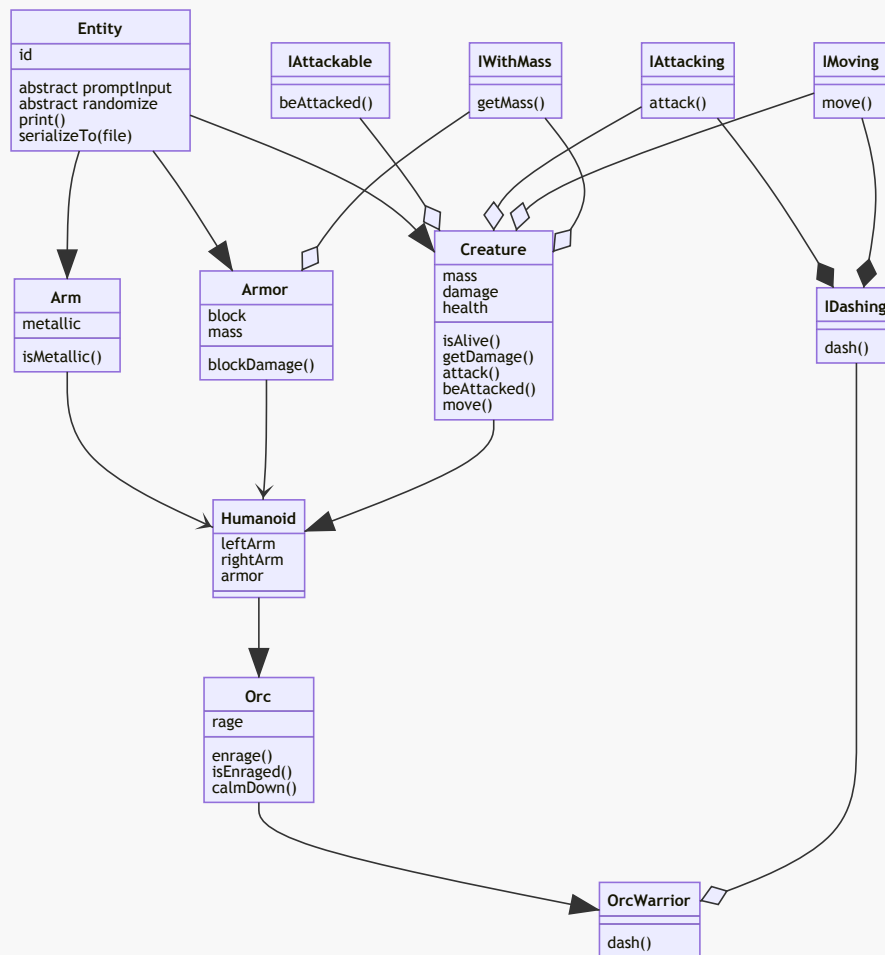 Entity
id
abstract promptInput
abstract randomize
print()
serializeTo(file)
IAttackable
beAttacked()
IWithMass
getMass()
IAttacking
attack()
IMoving
move()
Arm
metallic
isMetallic()
Armor
block
mass
blockDamage()
Creature
mass
damage
health
isAlive()
getDamage()
attack()
beAttacked()
move()
IDashing
dash()
Humanoid
leftArm
rightArm
armor
Orc
rage
enrage()
isEnraged()
calmDown()
OrcWarrior
dash()